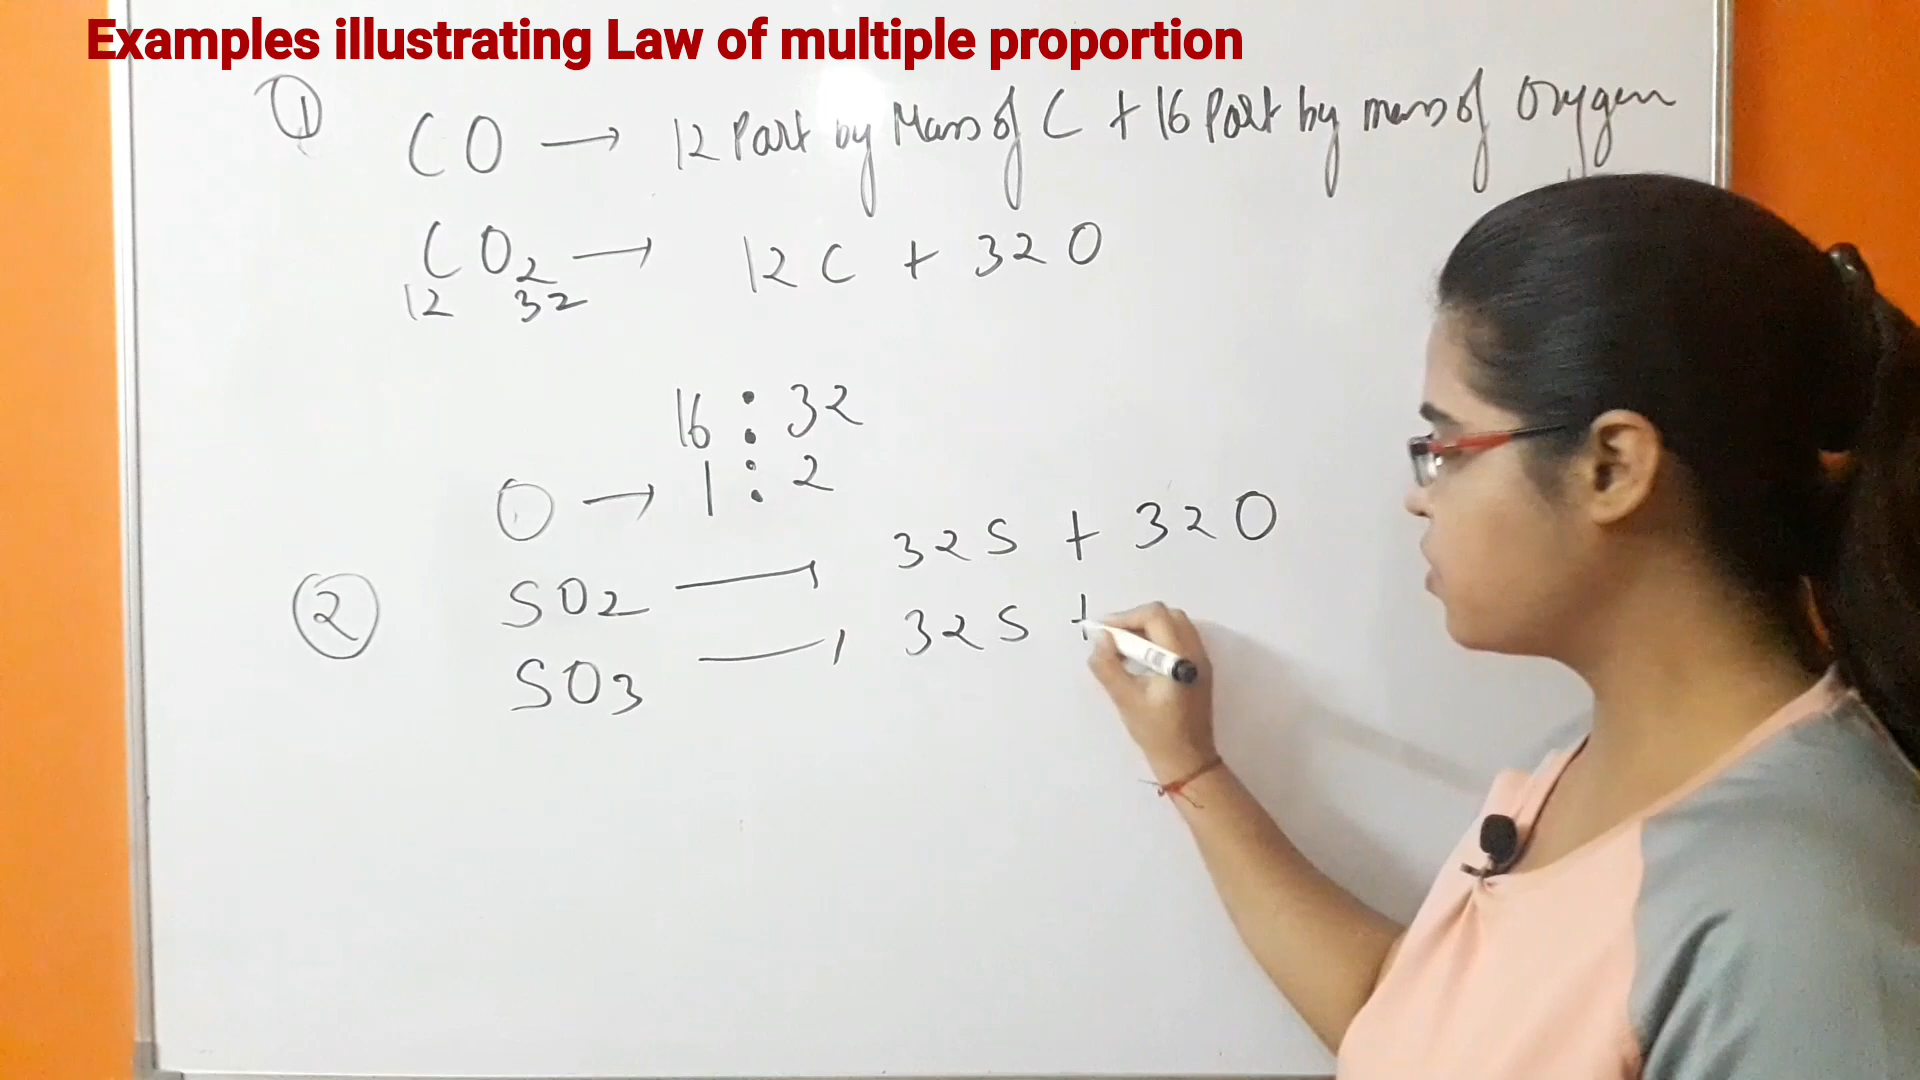 Examples illustrating Law of multiple proportion
① CO → 12 Part by Mass of C + 16 Part by mass of Oxygen
CO2 → 12 C + 32 O
12 32
16 : 32
O → 1 : 2
② SO2 → 32 S + 32 O
SO3 → 32 S +